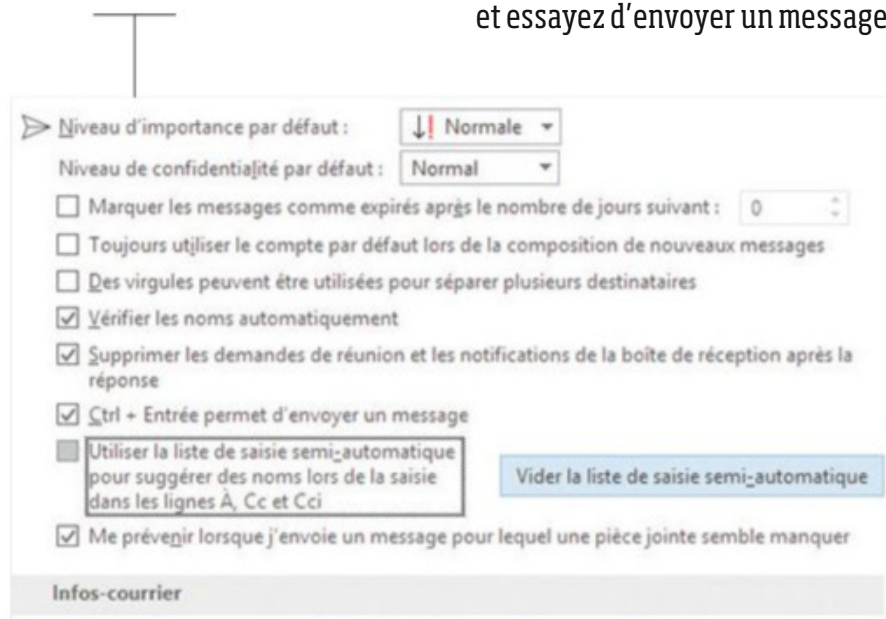 et essayez d'envoyer un message
Niveau d'importance par défaut : Normale
Niveau de confidentialité par défaut : Normal
Marquer les messages comme expirés après le nombre de jours suivant : 0
Toujours utiliser le compte par défaut lors de la composition de nouveaux messages
Des virgules peuvent être utilisées pour séparer plusieurs destinataires
Vérifier les noms automatiquement
Supprimer les demandes de réunion et les notifications de la boîte de réception après la
réponse
Ctrl + Entrée permet d'envoyer un message
Utiliser la liste de saisie semi-automatique
pour suggérer des noms lors de la saisie
dans les lignes À, Cc et Cci
Vider la liste de saisie semi-automatique
Me prévenir lorsque j'envoie un message pour lequel une pièce jointe semble manquer
Infos-courrier